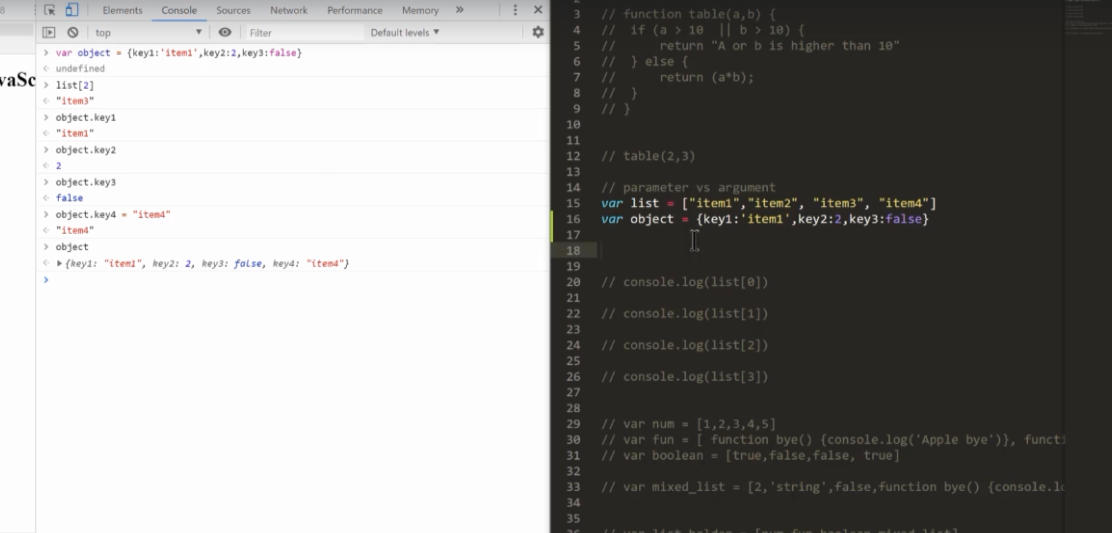 8
vaSc
Elements Console Sources Network Performance Memory »
top Filter Default levels
var object = {key1:'item1',key2:2,key3:false}
undefined
list[2]
"item3"
object.key1
"item1"
object.key2
2
object.key3
false
object.key4 = "item4"
"item4"
object
{key1: "item1", key2: 2, key3: false, key4: "item4"}
3 // function table(a,b) {
4 // if (a > 10 || b > 10) {
5 // return "A or b is higher than 10"
6 // } else {
7 // return (a*b);
8 // }
9 // }
10
11
12 // table(2,3)
13
14 // parameter vs argument
15 var list = ["item1","item2", "item3", "item4"]
16 var object = {key1:'item1',key2:2,key3:false}
17
18
19
20 // console.log(list[0])
21
22 // console.log(list[1])
23
24 // console.log(list[2])
25
26 // console.log(list[3])
27
28
29 // var num = [1,2,3,4,5]
30 // var fun = [ function bye() {console.log('Apple bye')}, functi
31 // var boolean = [true,false,false, true]
32
33 // var mixed_list = [2,'string',false,function bye() {console.lo
34
35